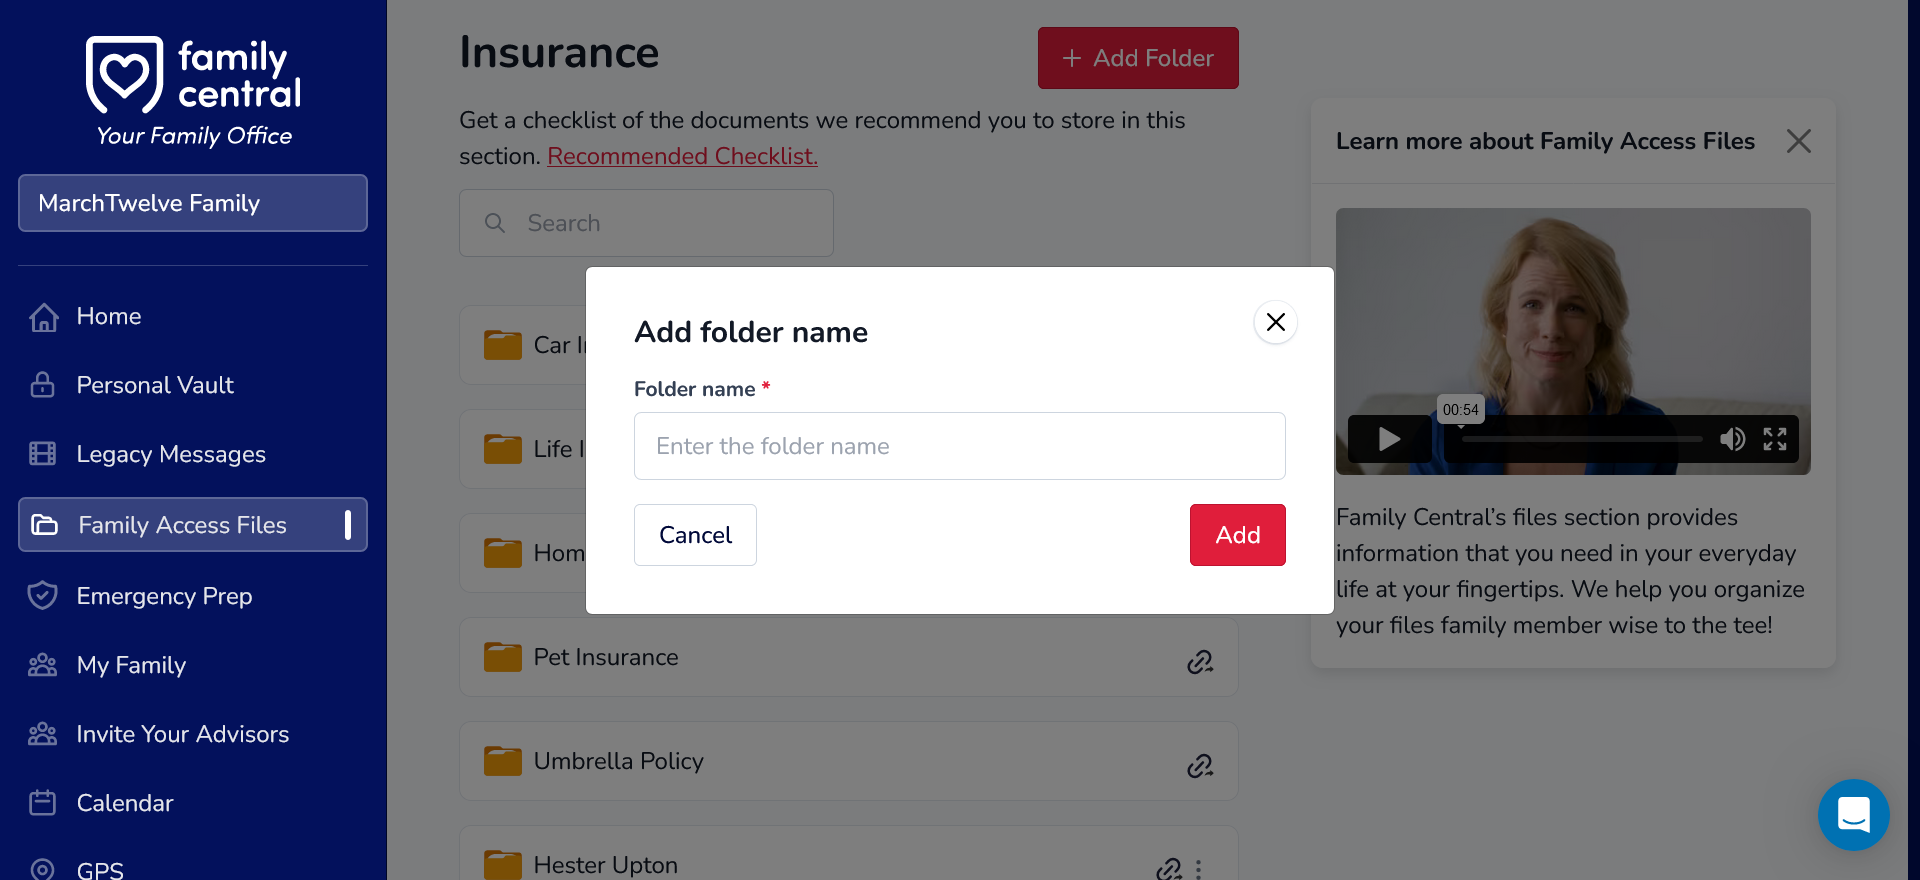 family
central
Your Family Office
MarchTwelve Family
Home
Personal Vault
Legacy Messages
Family Access Files
Emergency Prep
My Family
Invite Your Advisors
Calendar
GPS
Insurance
Add Folder
Get a checklist of the documents we recommend you to store in this
section. Recommended Checklist.
Search
Car
Life
Pet Insurance
Umbrella Policy
Hester Upton
Add folder name
Folder name *
Enter the folder name
Cancel
Add
Learn more about Family Access Files
00:54
Family Central's files section provides
information that you need in your everyday
life at your fingertips. We help you organize
your files family member wise to the tee!